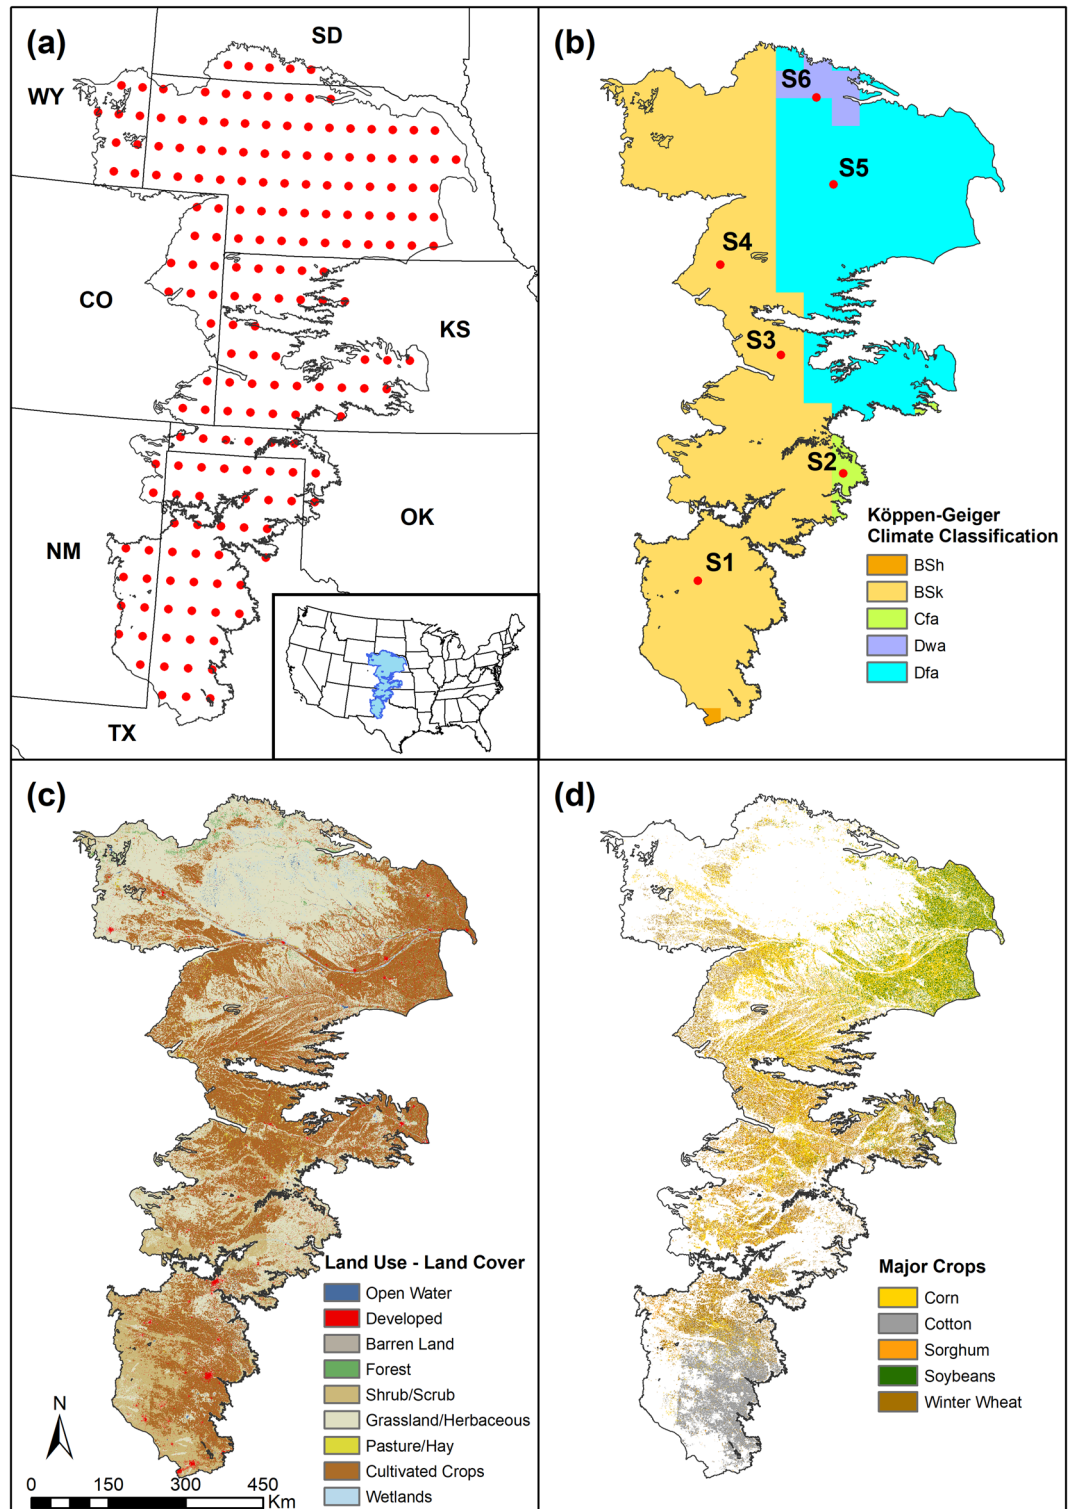 (a)
SD
WY
CO
KS
NM
OK
TX
(b)
S6
S5
S4
S3
S2
S1
Köppen-Geiger
Climate Classification
BSh
BSk
Cfa
Dwa
Dfa
(c)
Land Use - Land Cover
Open Water
Developed
Barren Land
Forest
Shrub/Scrub
Grassland/Herbaceous
Pasture/Hay
Cultivated Crops
Wetlands
N
0 150 300 450
Km
(d)
Major Crops
Corn
Cotton
Sorghum
Soybeans
Winter Wheat